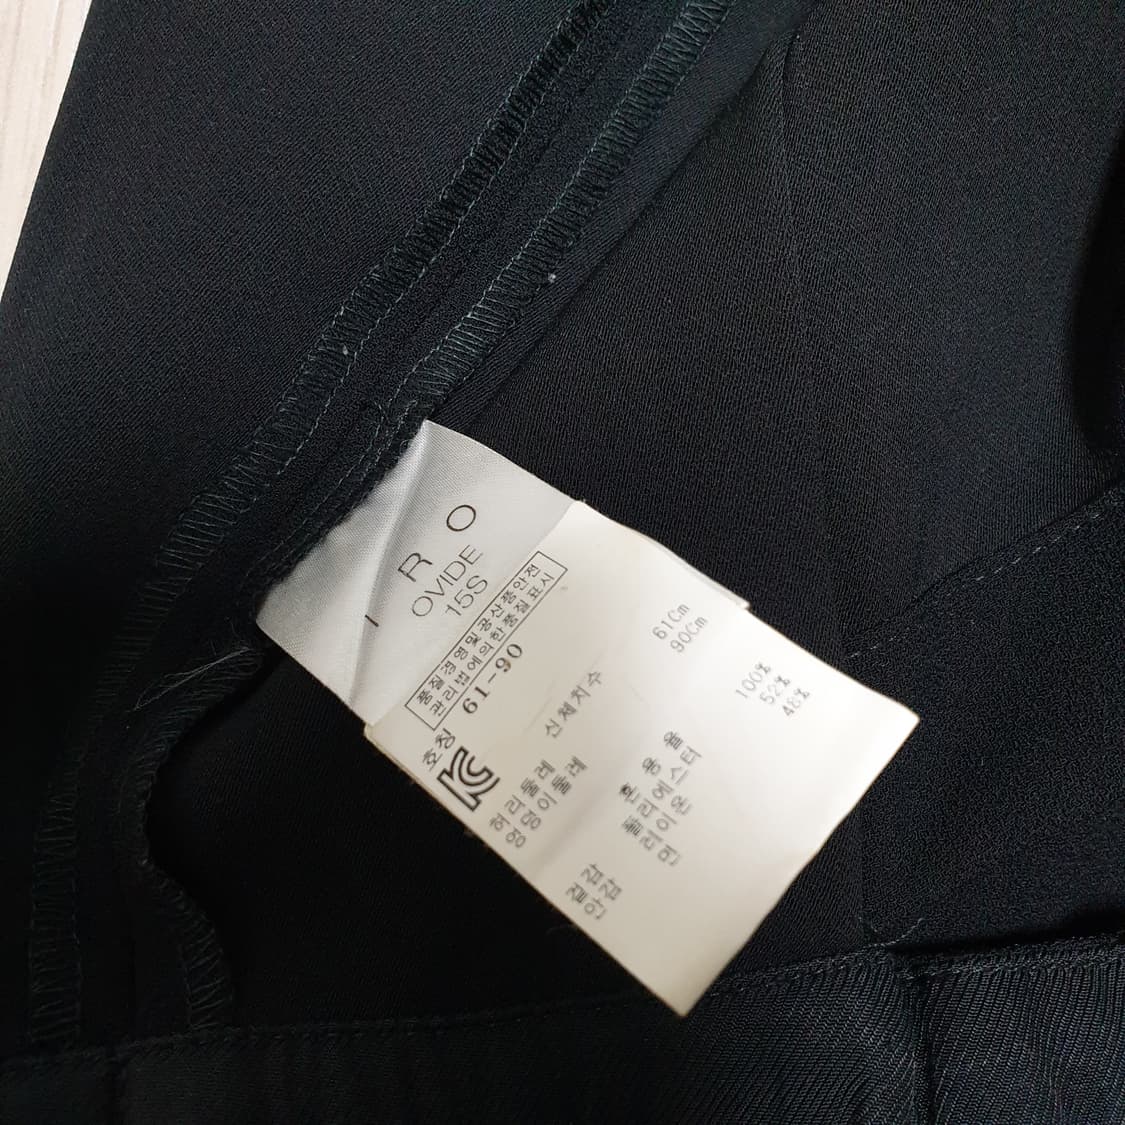 I R O
OVIDE
15S
품질경영및공산품안전
관리법에의한품질표시
호칭 61-90
KC
신체치수
허리둘레 61Cm
엉덩이둘레 90Cm
혼용율
겉감 폴리에스터 100%
안감 레이온 52%
면 48%